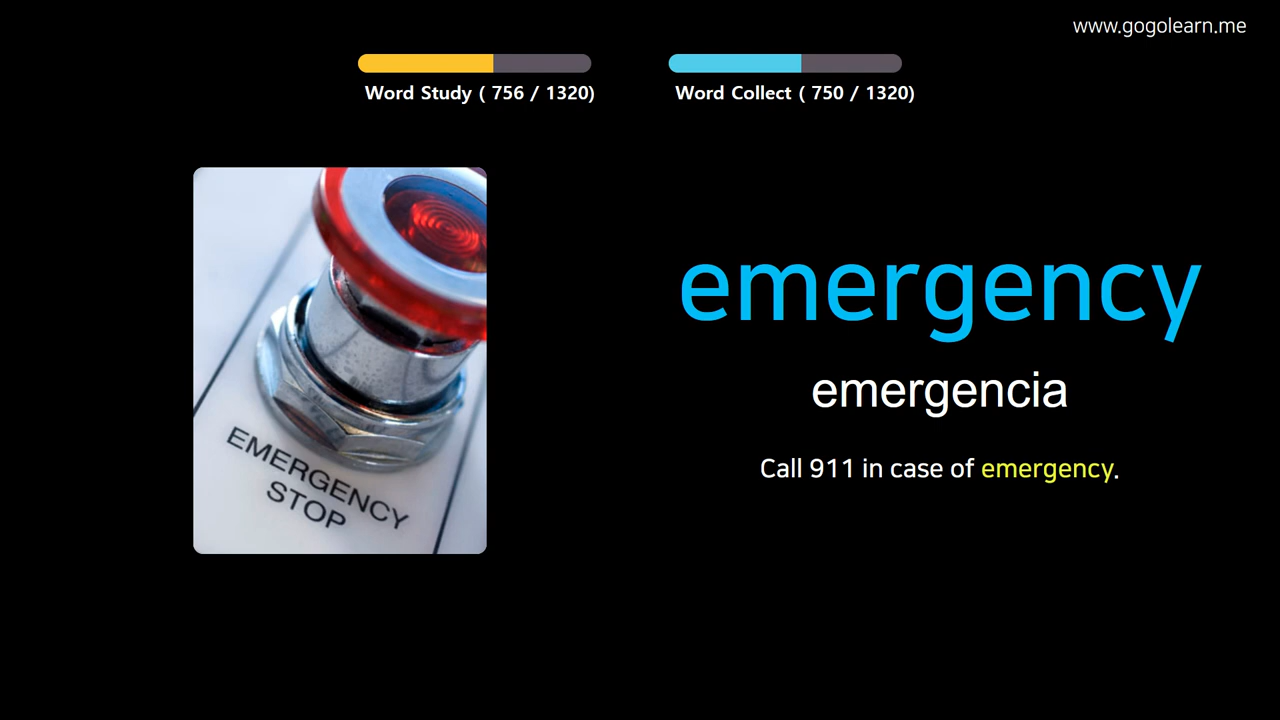 www.gogolearn.me
Word Study ( 756 / 1320)
Word Collect ( 750 / 1320)
EMERGENCY
STOP
emergency
emergencia
Call 911 in case of emergency.